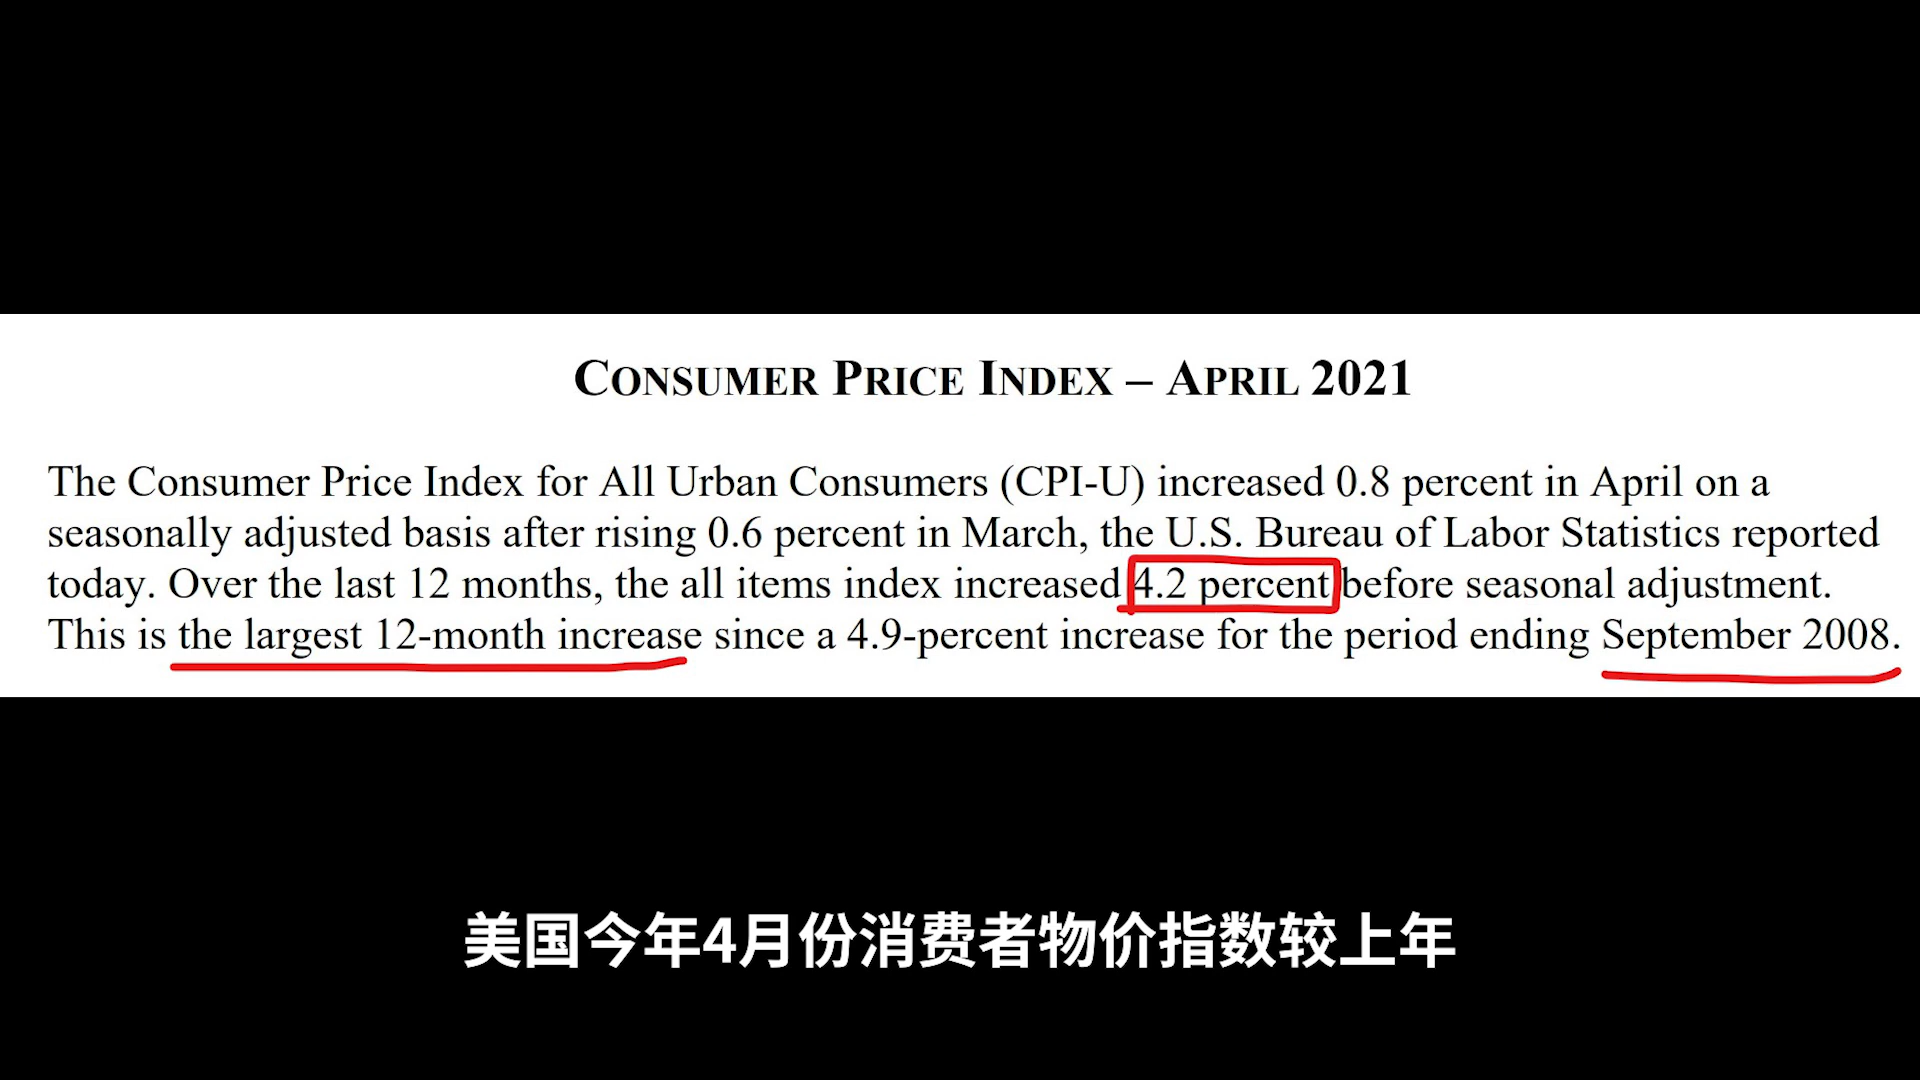 CONSUMER PRICE INDEX – APRIL 2021
The Consumer Price Index for All Urban Consumers (CPI-U) increased 0.8 percent in April on a
seasonally adjusted basis after rising 0.6 percent in March, the U.S. Bureau of Labor Statistics reported
today. Over the last 12 months, the all items index increased 4.2 percent before seasonal adjustment.
This is the largest 12-month increase since a 4.9-percent increase for the period ending September 2008.
美国今年4月份消费者物价指数较上年